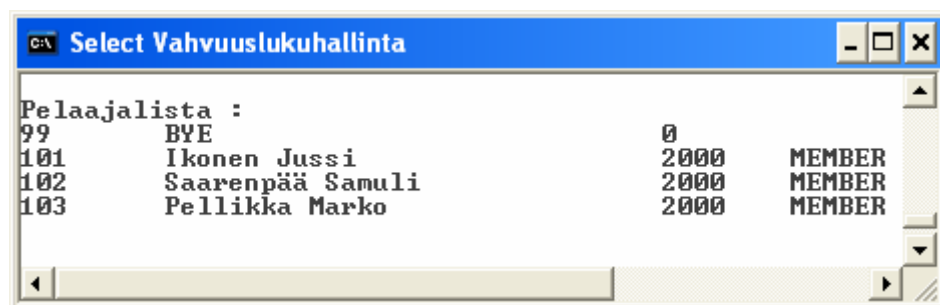 C:\ Select Vahvuuslukuhallinta
Pelaajalista :
99 BYE 0
101 Ikonen Jussi 2000 MEMBER
102 Saarenpää Samuli 2000 MEMBER
103 Pellikka Marko 2000 MEMBER